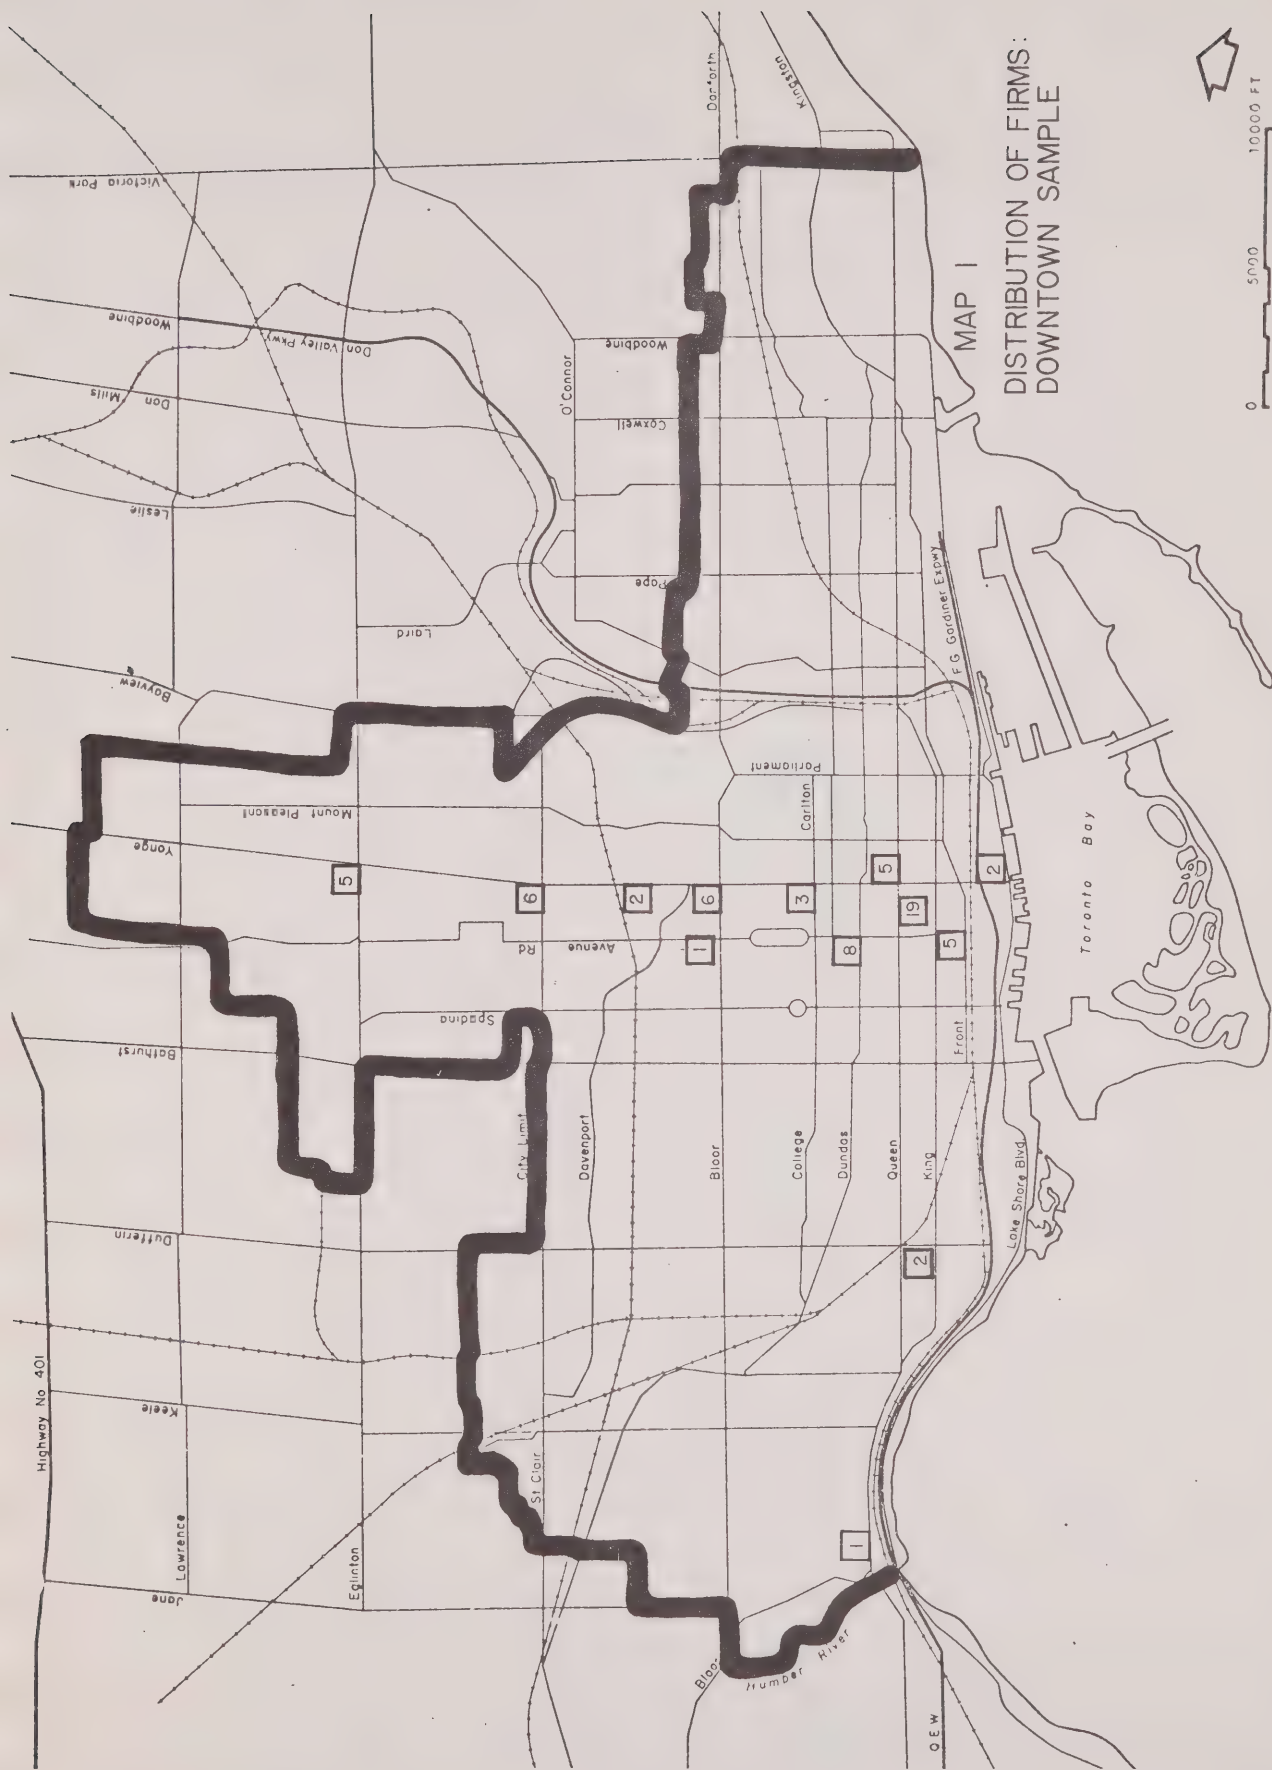 MAP I
DISTRIBUTION OF FIRMS:
DOWNTOWN SAMPLE
0 5000 10000 FT
Highway No 401
Lawrence
Eglinton
St Clair
City Limit
Davenport
Bloor
Bloor
College
Carlton
Dundas
Queen
King
Front
Lake Shore Blvd.
F G Gardiner Expwy
Q E W
Humber River
Toronto Bay
Jane
Keele
Dufferin
Bathurst
Spadina
Avenue Rd
Yonge
Mount Pleasant
Bayview
Parliament
Laird
Leslie
Don Mills
Don Valley Pkwy
Woodbine
Woodbine
Victoria Park
O'Connor
Pape
Coxwell
Danforth
Kingston
5
6
2
6
1
3
8
5
19
5
2
2
1